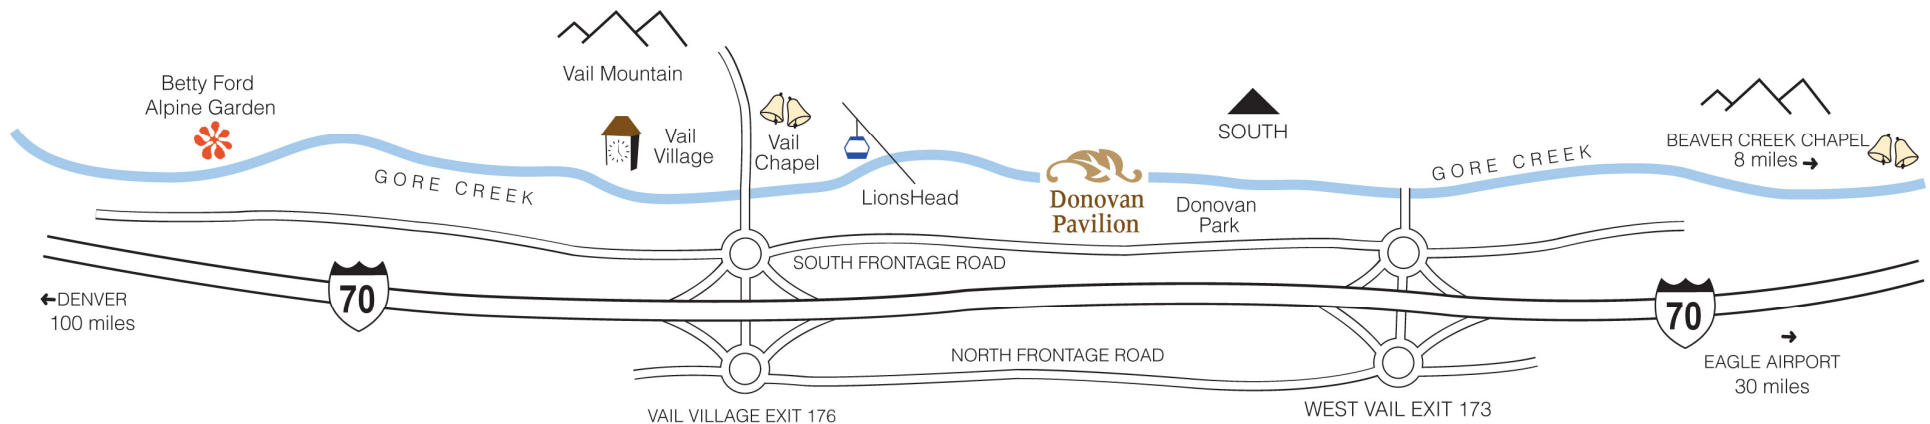 Vail Mountain
Betty Ford
Alpine Garden
Vail
Village
Vail
Chapel
LionsHead
Donovan
Pavilion
SOUTH
Donovan
Park
BEAVER CREEK CHAPEL
8 miles
GORE CREEK
GORE CREEK
SOUTH FRONTAGE ROAD
70
70
DENVER
100 miles
NORTH FRONTAGE ROAD
EAGLE AIRPORT
30 miles
VAIL VILLAGE EXIT 176
WEST VAIL EXIT 173